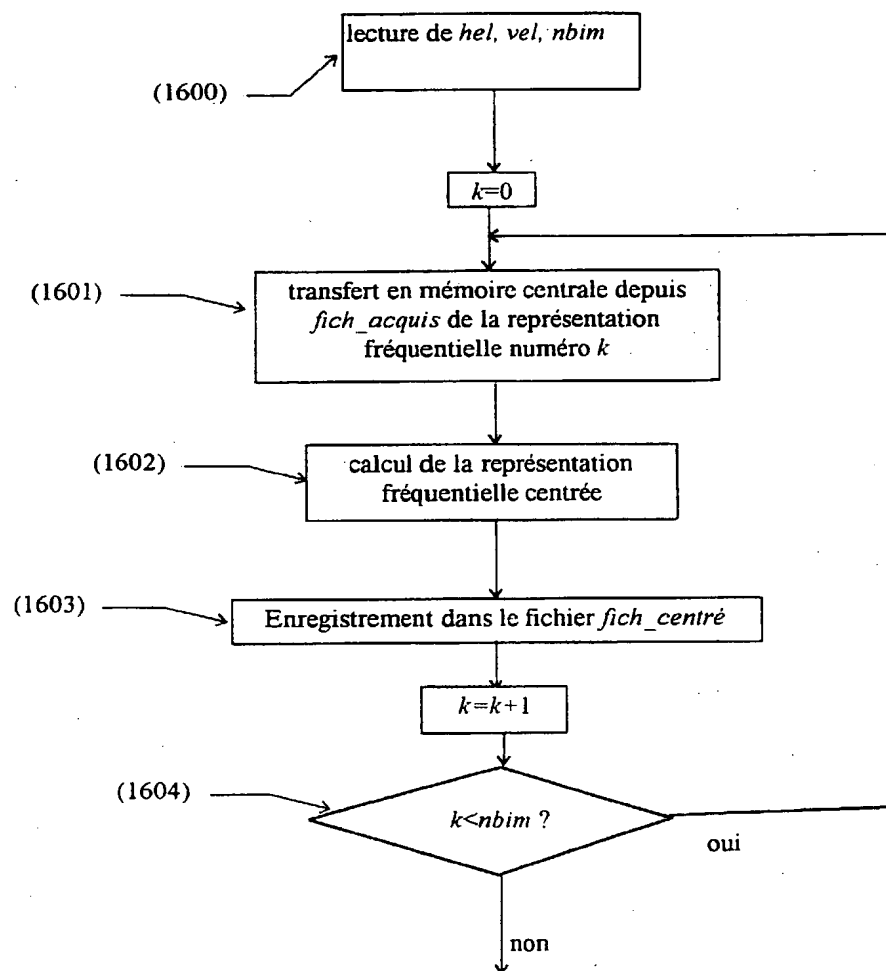 lecture de hel, vel, nbim
(1600)
k=0
(1601)
transfert en mémoire centrale depuis
fich_acquis de la représentation
fréquentielle numéro k
(1602)
calcul de la représentation
fréquentielle centrée
(1603)
Enregistrement dans le fichier fich_centré
k=k+1
(1604)
k<nbim ?
oui
non